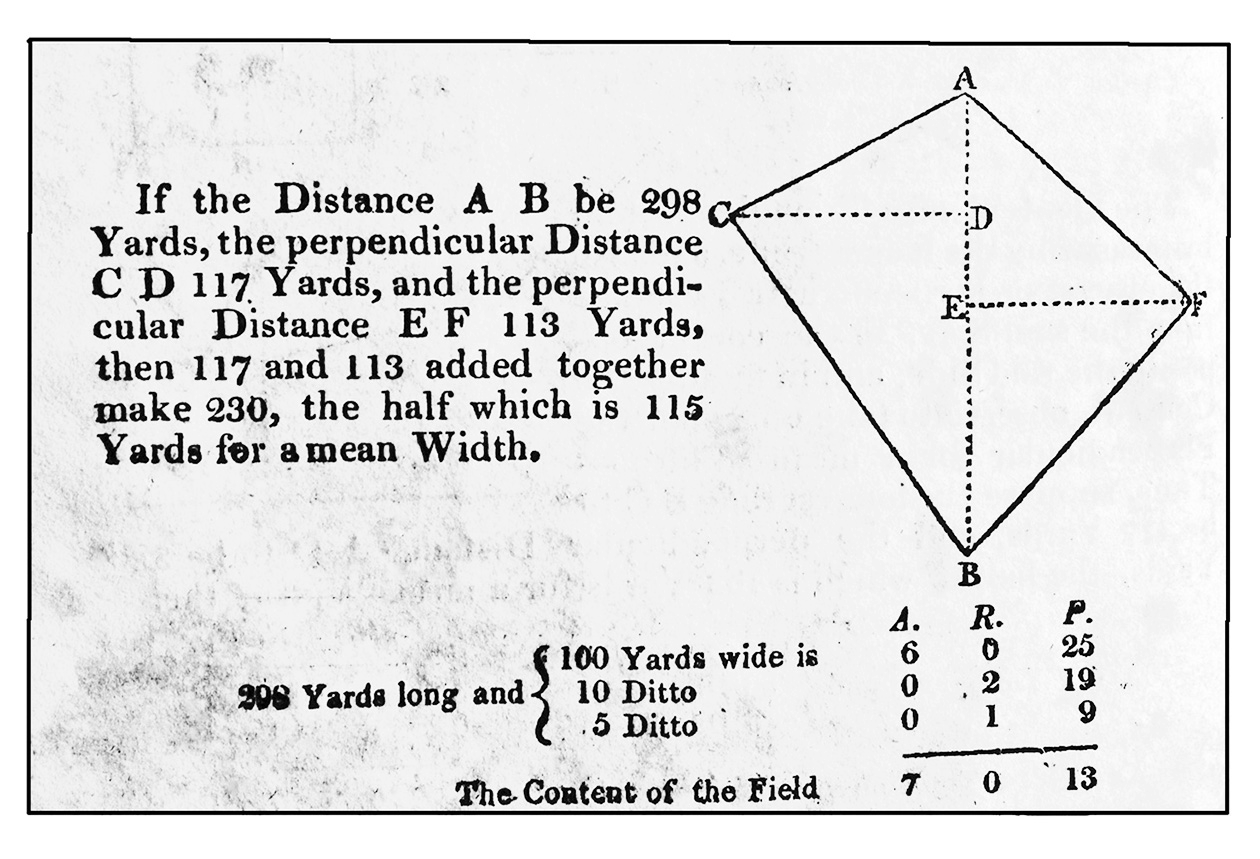 If the Distance A B be 298
Yards, the perpendicular Distance
C D 117 Yards, and the perpendi-
cular Distance E F 113 Yards,
then 117 and 113 added together
make 230, the half which is 115
Yards for a mean Width.
A
C
D
E
F
B
A. R. P.
298 Yards long and { 100 Yards wide is 6 0 25
10 Ditto 0 2 19
5 Ditto 0 1 9
The Content of the Field 7 0 13